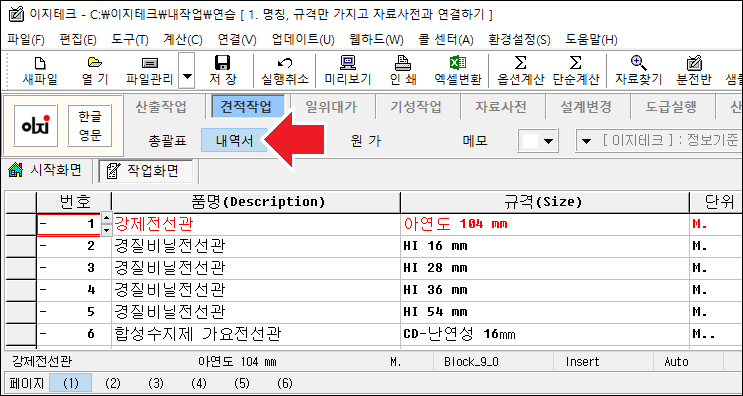 이지테크 - C:\이지테크\내작업\연습 [ 1. 명칭, 규격만 가지고 자료사전과 연결하기 ]
파일(F) 편집(E) 도구(T) 계산(C) 연결(V) 업데이트(U) 웹하드(W) 콜 센터(A) 환경설정(S) 도움말(H)
새파일 열 기 파일관리 저 장 실행취소 미리보기 인 쇄 엑셀변환 옵션계산 단순계산 자료찾기 분전반
산출작업 견적작업 일위대가 기성작업 자료사전 설계변경 도급실행
이지 한글 영문
총괄표 내역서 원 가 메모 [ 이지테크 ] : 정보기준
시작화면 작업화면
번호 품명(Description) 규격(Size) 단위
- 1 강제전선관 아연도 104 mm M.
- 2 경질비닐전선관 HI 16 mm M.
- 3 경질비닐전선관 HI 28 mm M.
- 4 경질비닐전선관 HI 36 mm M.
- 5 경질비닐전선관 HI 54 mm M.
- 6 합성수지제 가요전선관 CD-난연성 16mm M..
강제전선관 아연도 104 mm M. Block_9_0 Insert Auto
페이지 (1) (2) (3) (4) (5) (6)